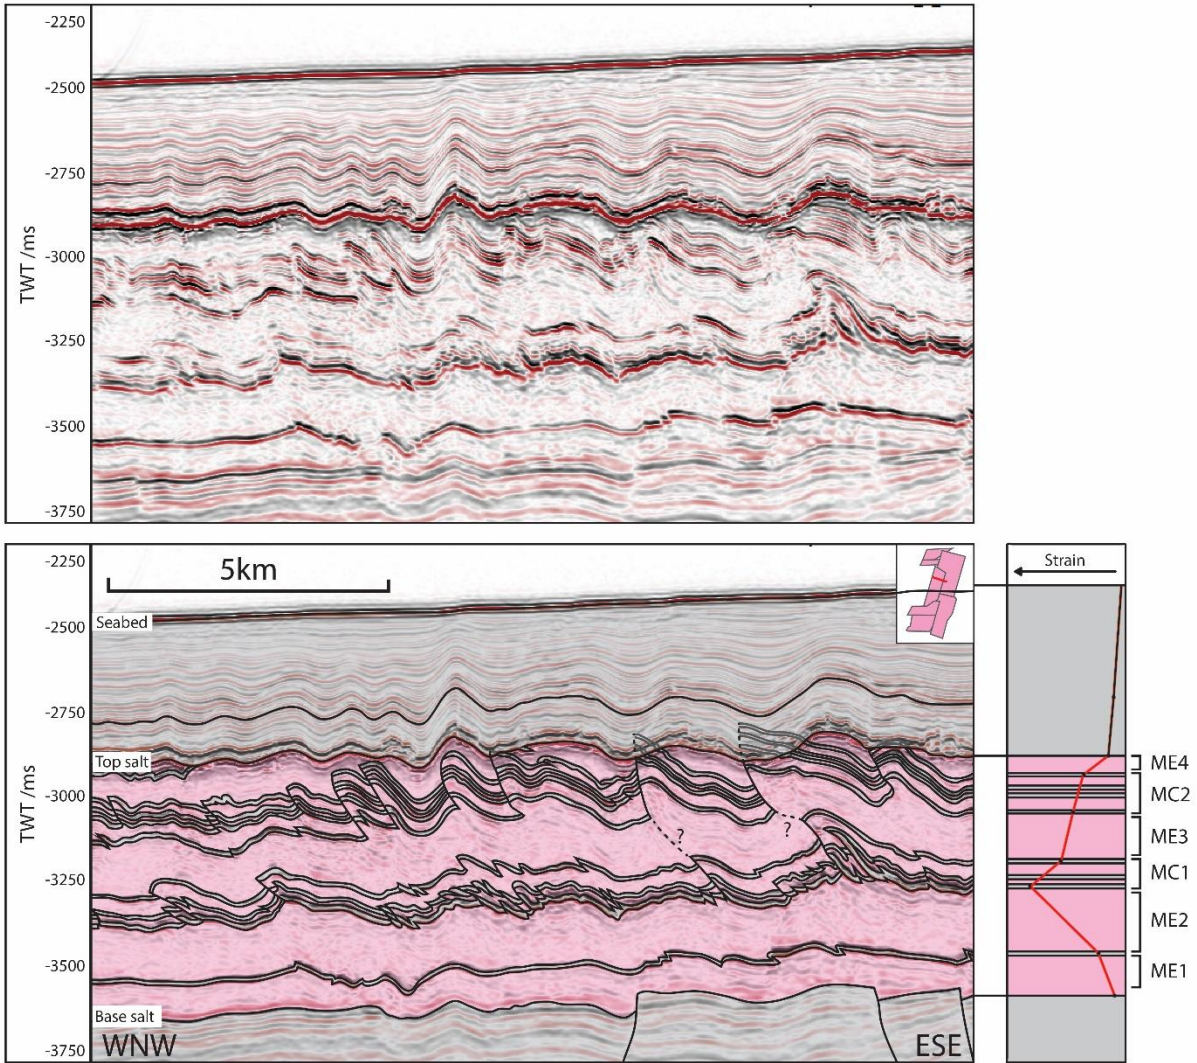 -2250
-2500
-2750
-3000
-3250
-3500
-3750
TWT /ms
-2250
-2500
-2750
-3000
-3250
-3500
-3750
TWT /ms
5km
Seabed
Top salt
Base salt
WNW
ESE
?
?
Strain
ME4
MC2
ME3
MC1
ME2
ME1